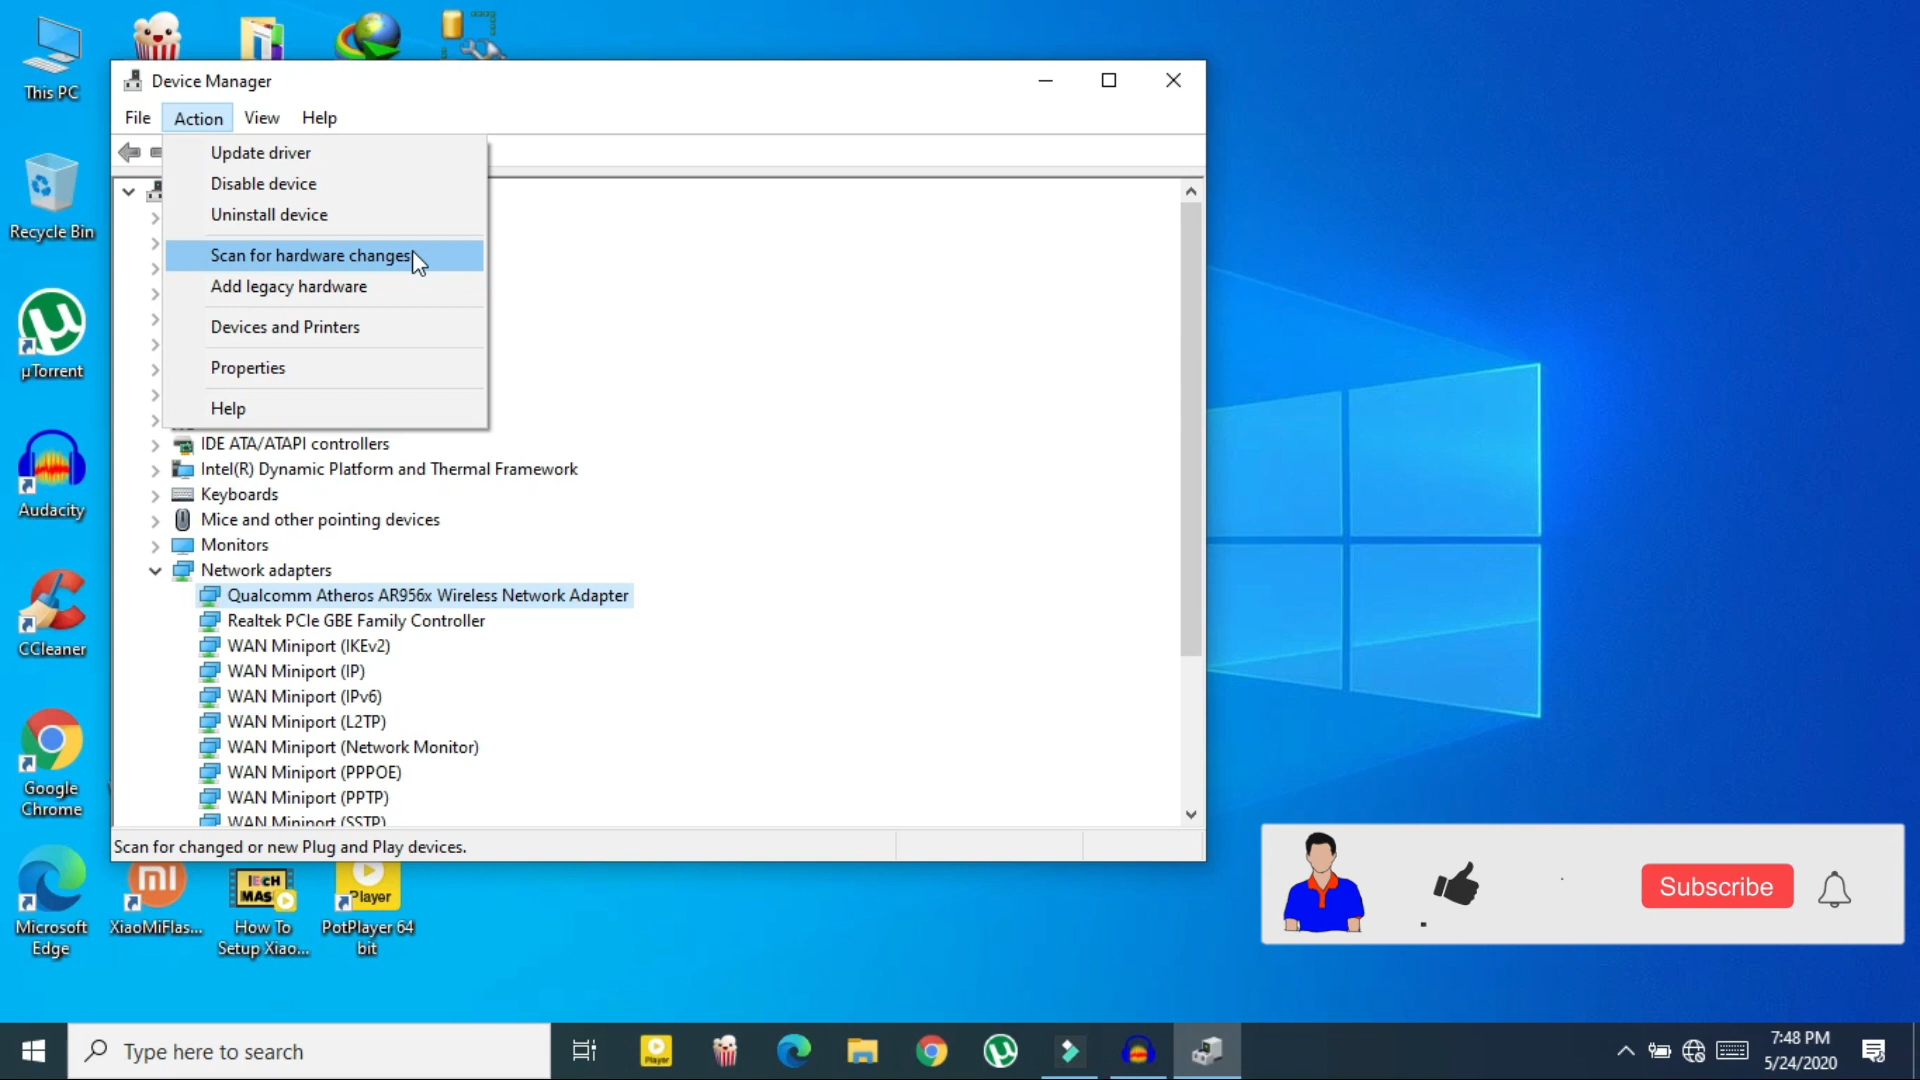 This PC
Device Manager
File Action View Help
Update driver
Disable device
Uninstall device
Scan for hardware changes
Add legacy hardware
Devices and Printers
Properties
Help
IDE ATA/ATAPI controllers
Intel(R) Dynamic Platform and Thermal Framework
Keyboards
Mice and other pointing devices
Monitors
Network adapters
Qualcomm Atheros AR956x Wireless Network Adapter
Realtek PCIe GBE Family Controller
WAN Miniport (IKEv2)
WAN Miniport (IP)
WAN Miniport (IPv6)
WAN Miniport (L2TP)
WAN Miniport (Network Monitor)
WAN Miniport (PPPOE)
WAN Miniport (PPTP)
WAN Miniport (SSTP)
Scan for changed or new Plug and Play devices.
Recycle Bin
µTorrent
Audacity
CCleaner
Google
Chrome
Microsoft
Edge
XiaoMiFlas...
How To
Setup Xiao...
Player
PotPlayer 64
bit
Subscribe
Type here to search
Player
7:48 PM
5/24/2020